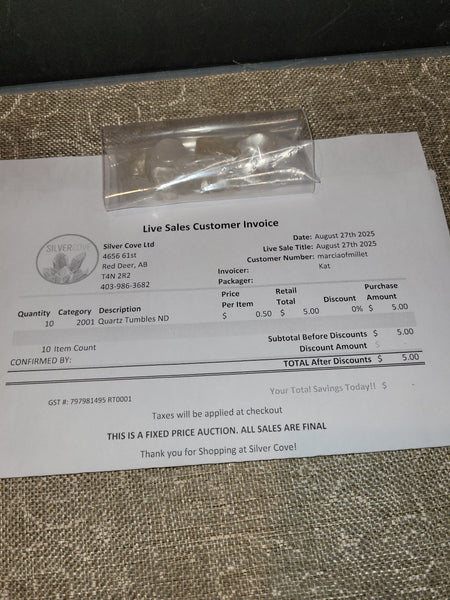 Live Sales Customer Invoice
SILVERCOVE
Silver Cove Ltd
4656 61st
Red Deer, AB
T4N 2R2
403-986-3682
Date: August 27th 2025
Live Sale Title: August 27th 2025
Customer Number: marciaofmillet
Invoicer: Kat
Packager:
Quantity Category Description Price Per Item Retail Total Discount Purchase Amount
10 2001 Quartz Tumbles ND $ 0.50 $ 5.00 0% $ 5.00
10 Item Count
Subtotal Before Discounts $ 5.00
Discount Amount $ -
CONFIRMED BY:
TOTAL After Discounts $ 5.00
Your Total Savings Today!! $ -
GST #: 797981495 RT0001
Taxes will be applied at checkout
THIS IS A FIXED PRICE AUCTION. ALL SALES ARE FINAL
Thank you for Shopping at Silver Cove!